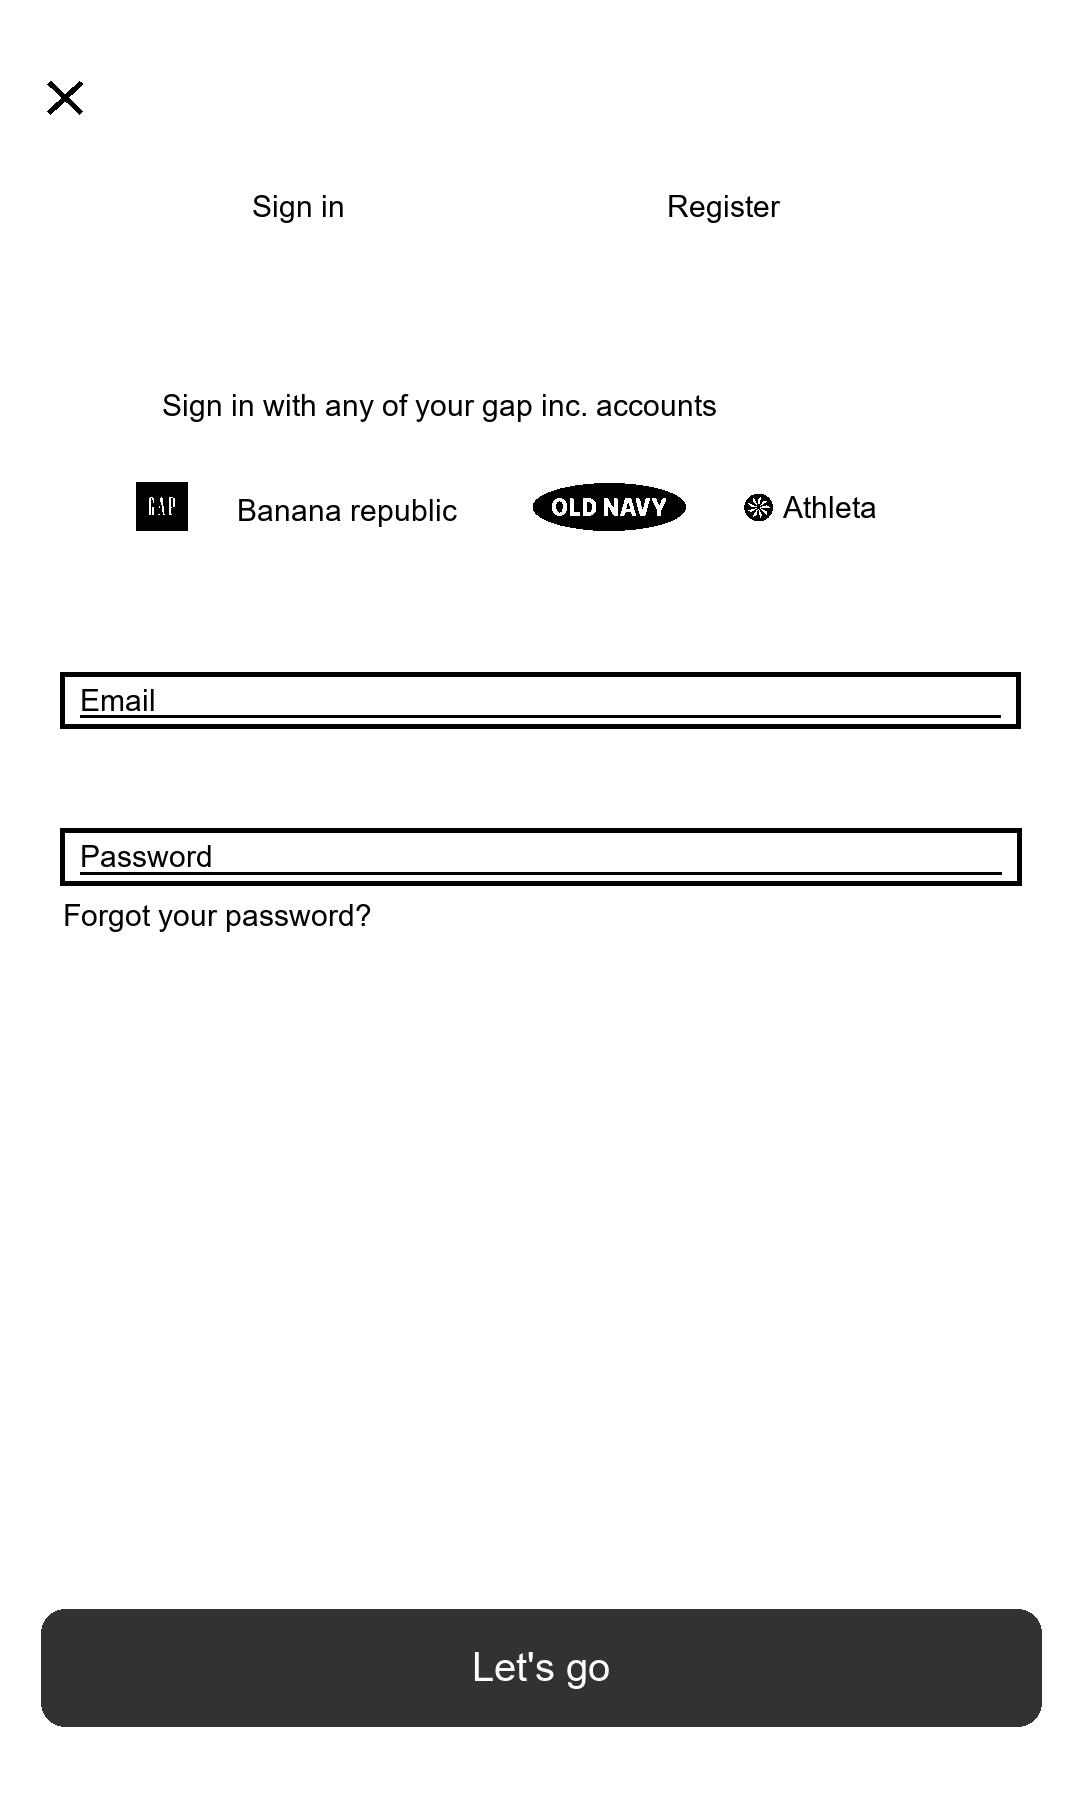 Sign in
Register
Sign in with any of your gap inc. accounts
GAP
Banana republic
OLD NAVY
Athleta
Email
Password
Forgot your password?
Let's go